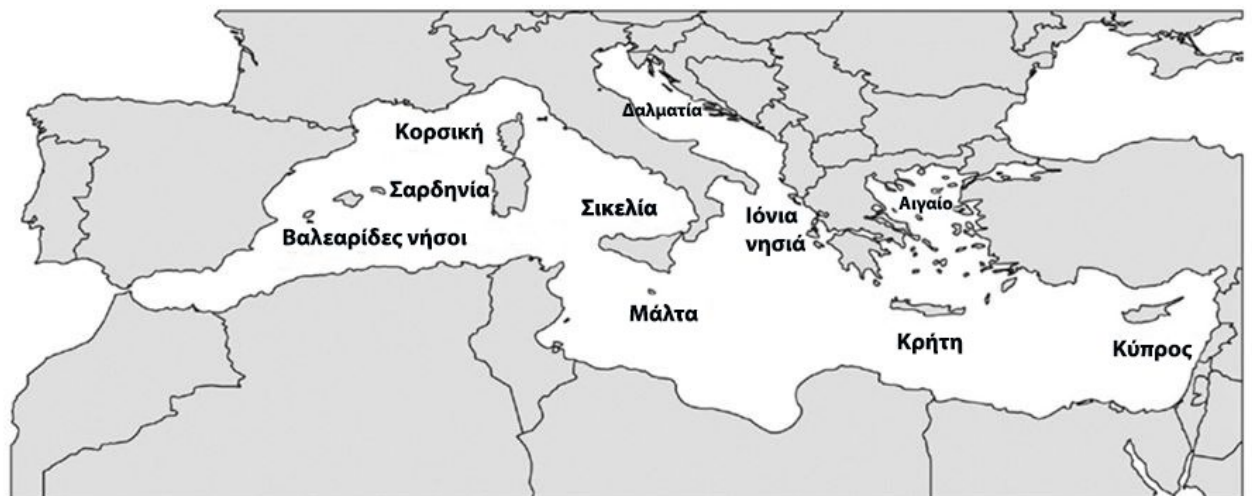 Δαλματία
Κορσική
Σαρδηνία
Αιγαίο
Σικελία
Ιόνια
νησιά
Βαλεαρίδες νήσοι
Μάλτα
Κρήτη
Κύπρος